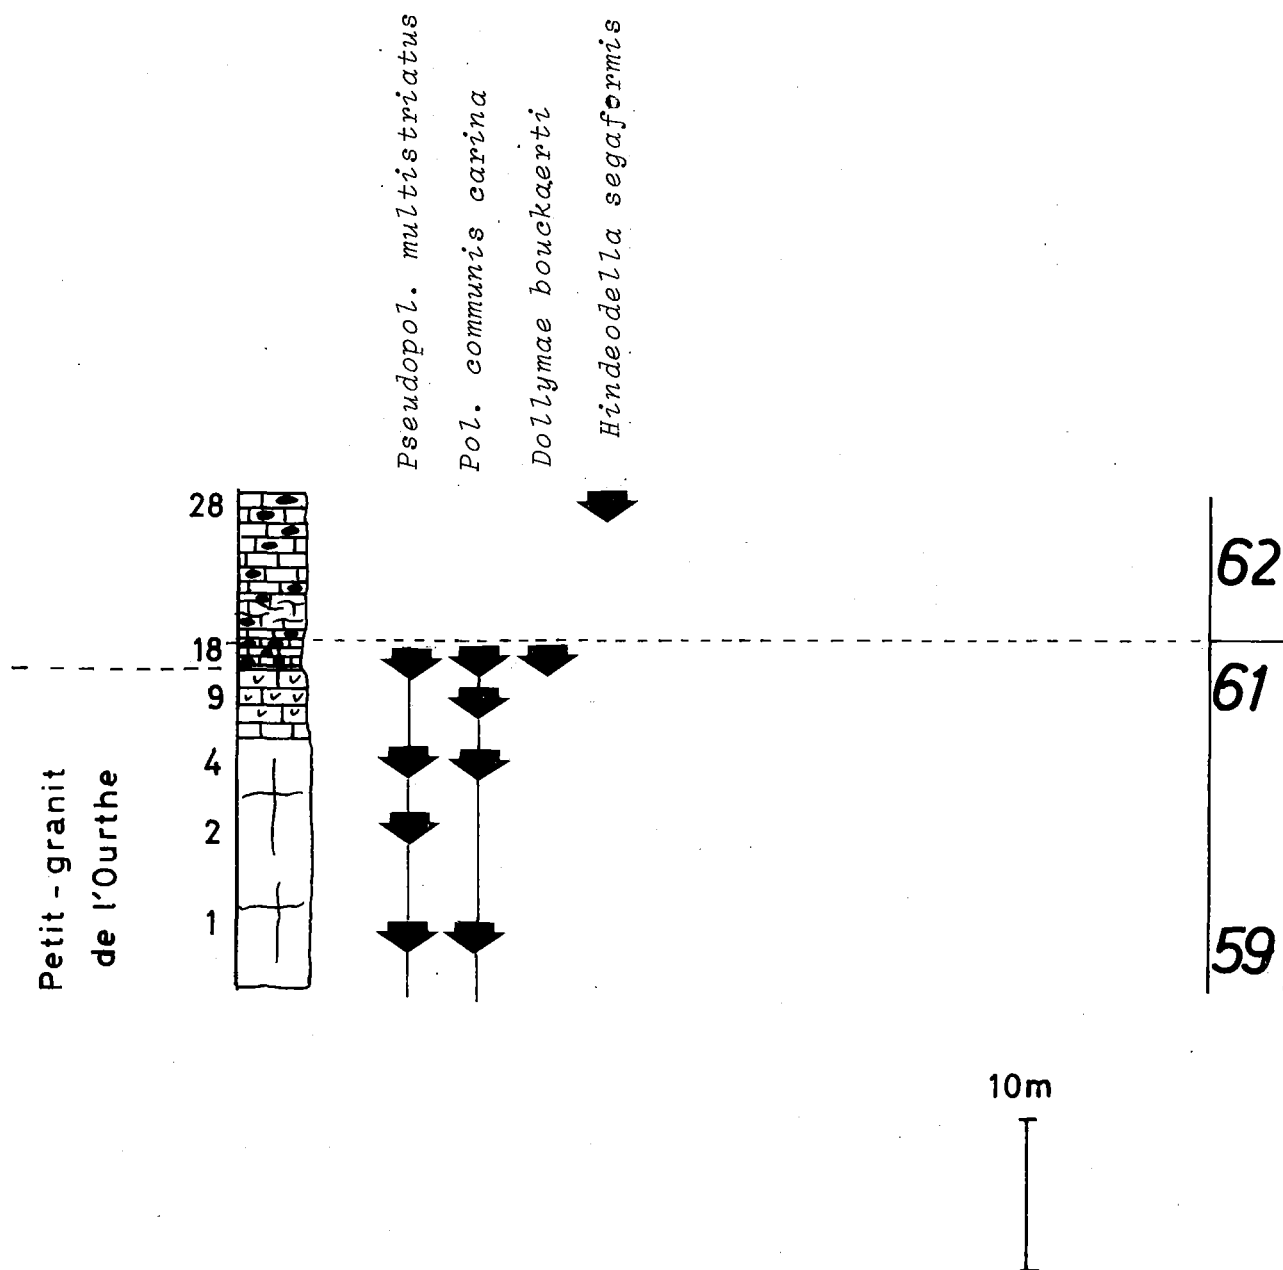 Pseudopol. multistriatus
Pol. communis carina
Dollymae bouckaerti
Hindeodella segaformis
28
62
18
61
9
4
2
1
59
Petit-granit
de l'Ourthe
10m